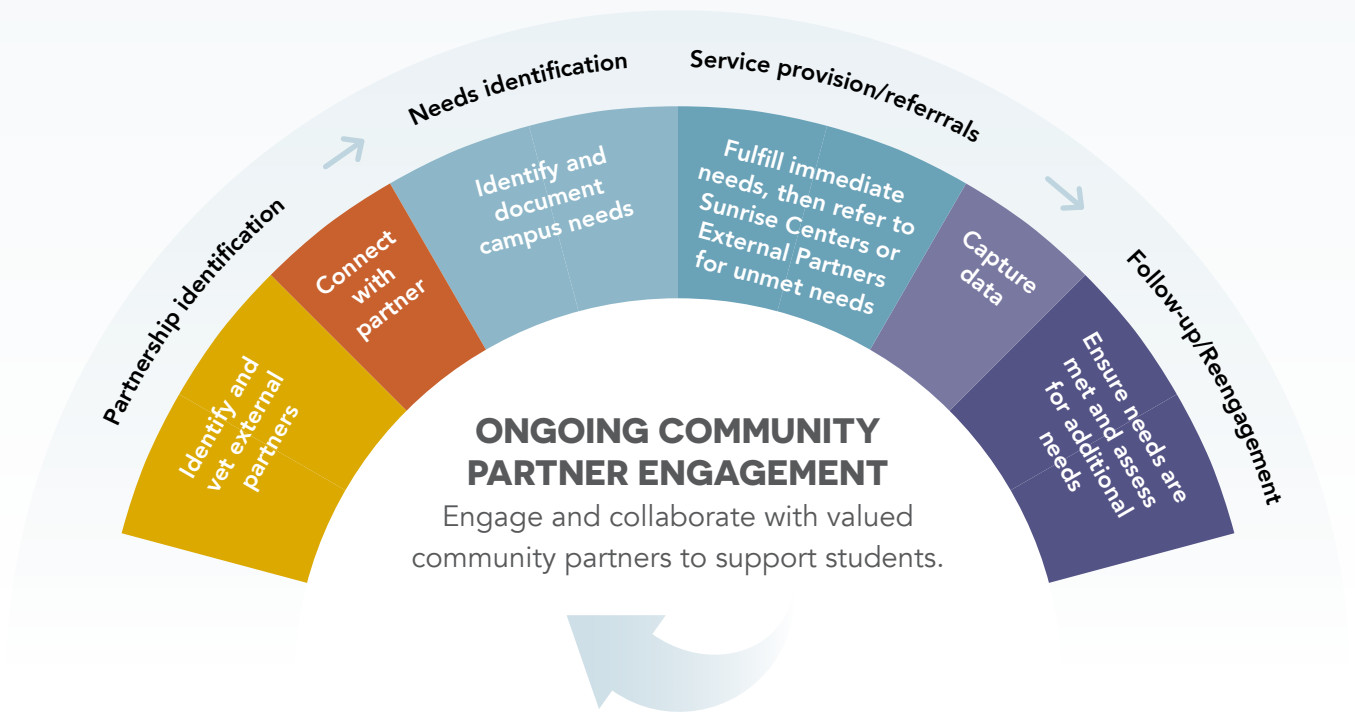 Partnership identification
Needs identification
Service provision/referrrals
Follow-up/Reengagement
Identify and
vet external
partners
Connect
with
partner
Identify and
document
campus needs
Fulfill immediate
needs, then refer to
Sunrise Centers or
External Partners
for unmet needs
Capture
data
Ensure needs are
met and assess
for additional
needs
ONGOING COMMUNITY
PARTNER ENGAGEMENT
Engage and collaborate with valued
community partners to support students.